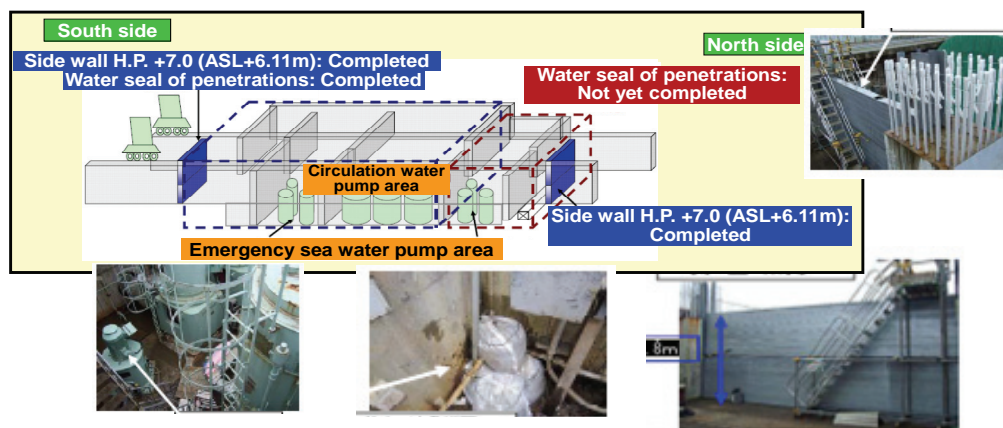 South side
North side
Side wall H.P. +7.0 (ASL+6.11m): Completed
Water seal of penetrations: Completed
Water seal of penetrations:
Not yet completed
Circulation water
pump area
Side wall H.P. +7.0 (ASL+6.11m):
Completed
Emergency sea water pump area
8m